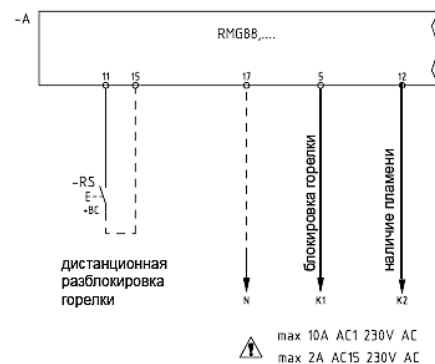 -A
RMG88,....
11 15 17 5 12
-RS
E--
+BC
блокировка горелки
наличие пламени
дистанционная
разблокировка
горелки
N K1 K2
max 10A AC1 230V AC
max 2A AC15 230V AC